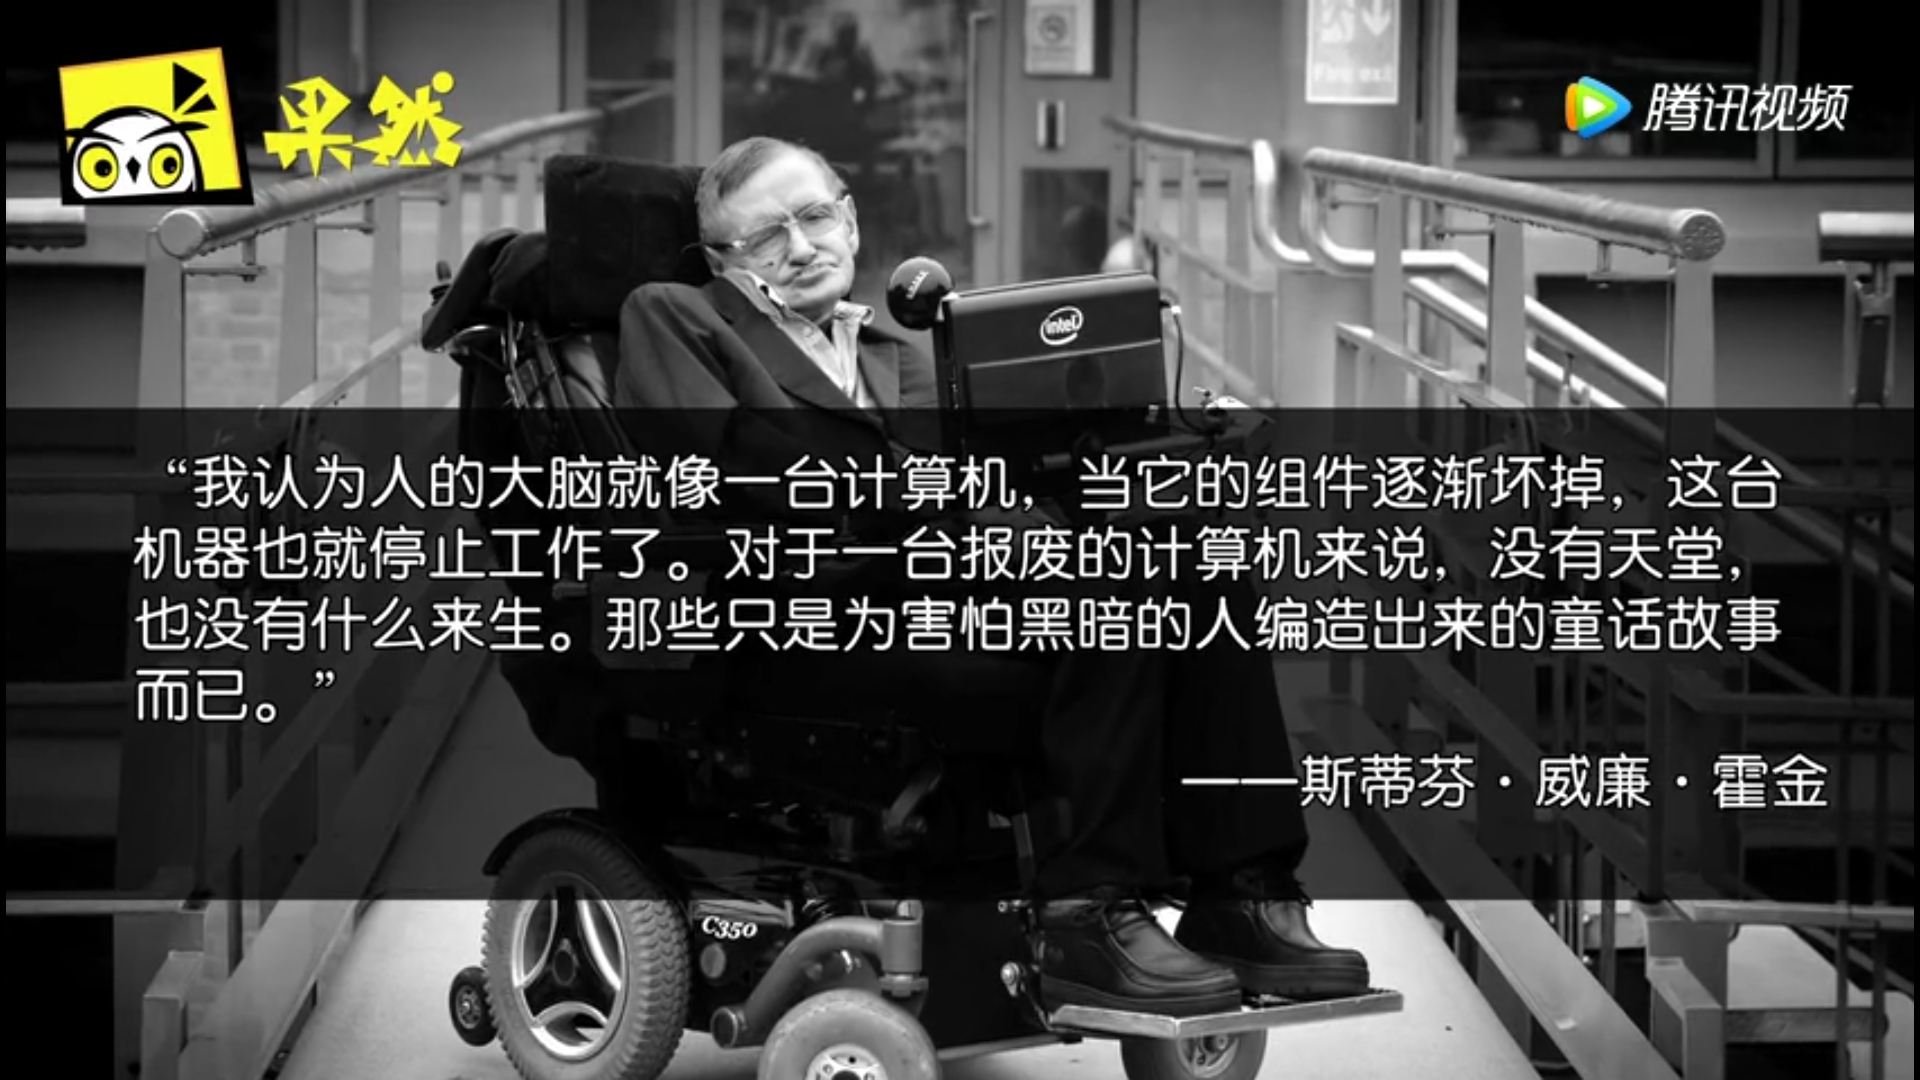 果然
腾讯视频
Fire exit
intel
“我认为人的大脑就像一台计算机，当它的组件逐渐坏掉，这台
机器也就停止工作了。对于一台报废的计算机来说，没有天堂，
也没有什么来生。那些只是为害怕黑暗的人编造出来的童话故事
而已。”
——斯蒂芬·威廉·霍金
C350